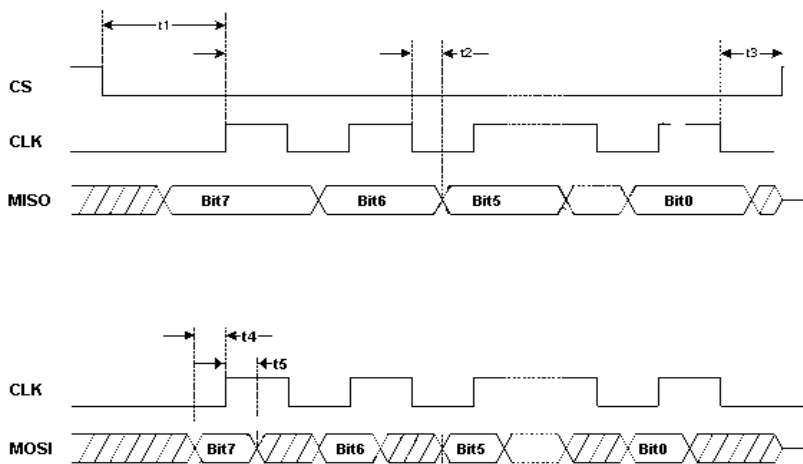 t1
t2
t3
CS
CLK
MISO Bit7 Bit6 Bit5 Bit0
t4
t5
CLK
MOSI Bit7 Bit6 Bit5 Bit0